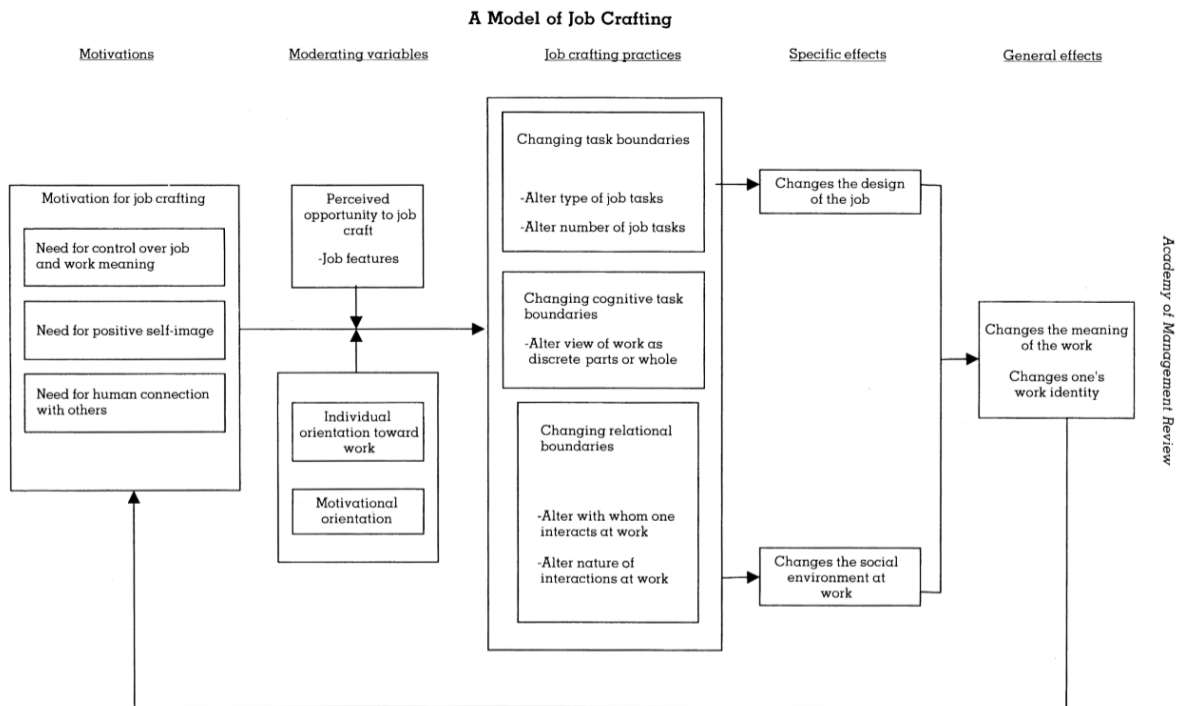 A Model of Job Crafting
Motivations
Moderating variables
Job crafting practices
Specific effects
General effects
Motivation for job crafting
Need for control over job
and work meaning
Need for positive self-image
Need for human connection
with others
Perceived
opportunity to job
craft
-Job features
Individual
orientation toward
work
Motivational
orientation
Changing task boundaries
-Alter type of job tasks
-Alter number of job tasks
Changing cognitive task
boundaries
-Alter view of work as
discrete parts or whole
Changing relational
boundaries
-Alter with whom one
interacts at work
-Alter nature of
interactions at work
Changes the design
of the job
Changes the social
environment at
work
Changes the meaning
of the work
Changes one's
work identity
Academy of Management Review